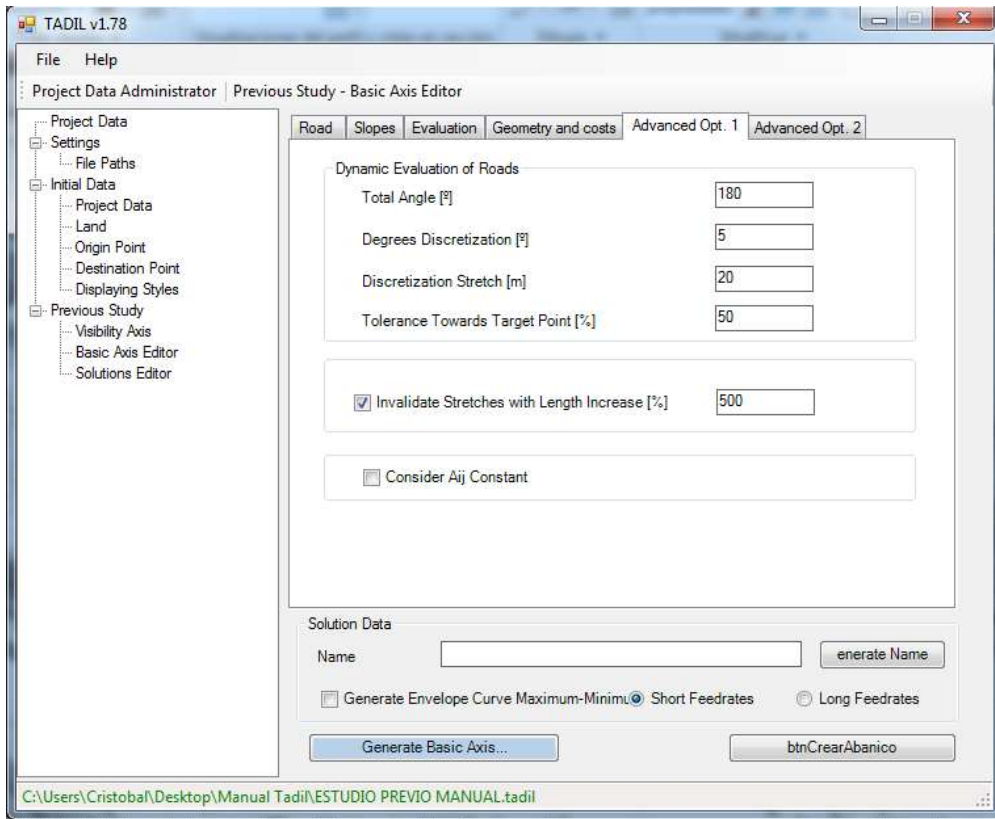 TADIL v1.78
File Help
Project Data Administrator Previous Study - Basic Axis Editor
Project Data
Settings
File Paths
Initial Data
Project Data
Land
Origin Point
Destination Point
Displaying Styles
Previous Study
Visibility Axis
Basic Axis Editor
Solutions Editor
Road Slopes Evaluation Geometry and costs Advanced Opt. 1 Advanced Opt. 2
Dynamic Evaluation of Roads
Total Angle [º] 180
Degrees Discretization [º] 5
Discretization Stretch [m] 20
Tolerance Towards Target Point [%] 50
Invalidate Stretches with Length Increase [%] 500
Consider Aij Constant
Solution Data
Name enerate Name
Generate Envelope Curve Maximum-Minimu Short Feedrates Long Feedrates
Generate Basic Axis... btnCrearAbanico
C:\Users\Cristobal\Desktop\Manual Tadil\ESTUDIO PREVIO MANUAL.tadil